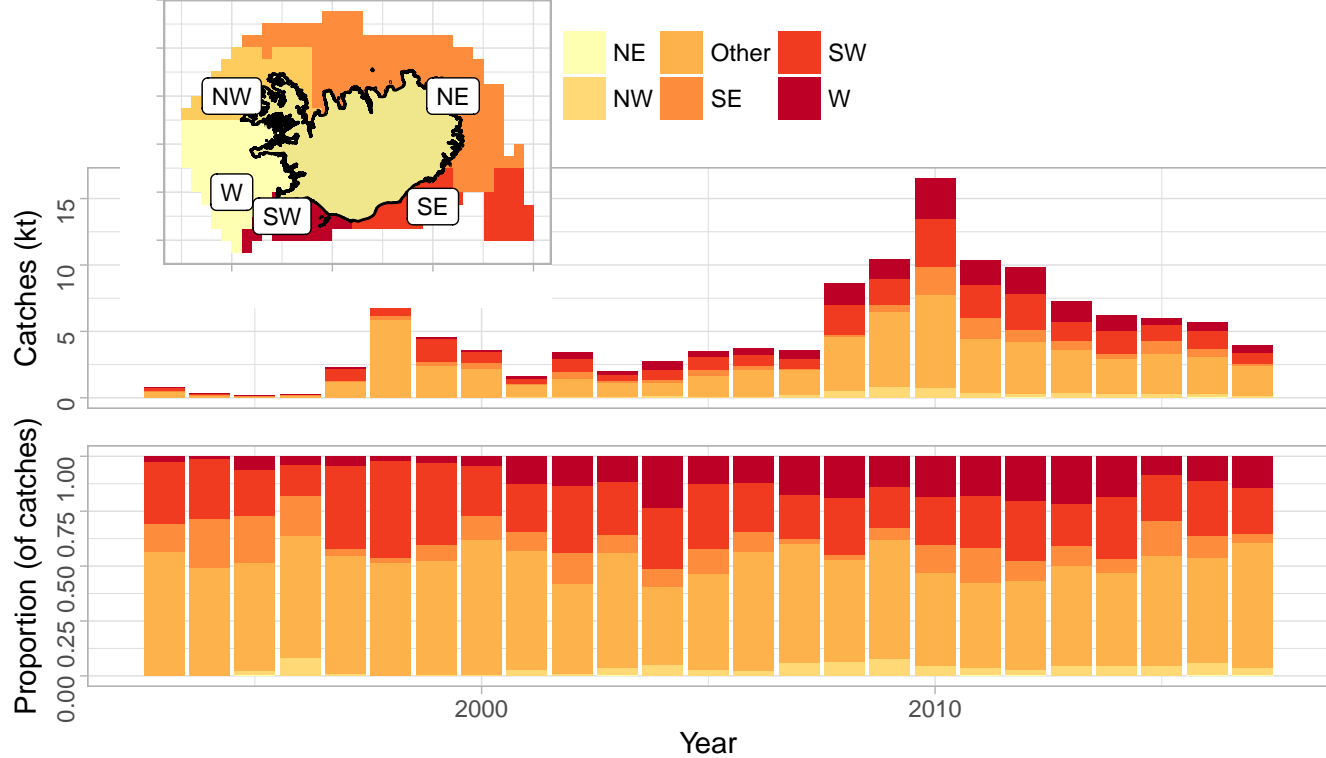 NW
NE
W
SW
SE
NE
Other
SW
NW
SE
W
Catches (kt)
15
10
5
0
Proportion (of catches)
1.00
0.75
0.50
0.25
0.00
2000
2010
Year